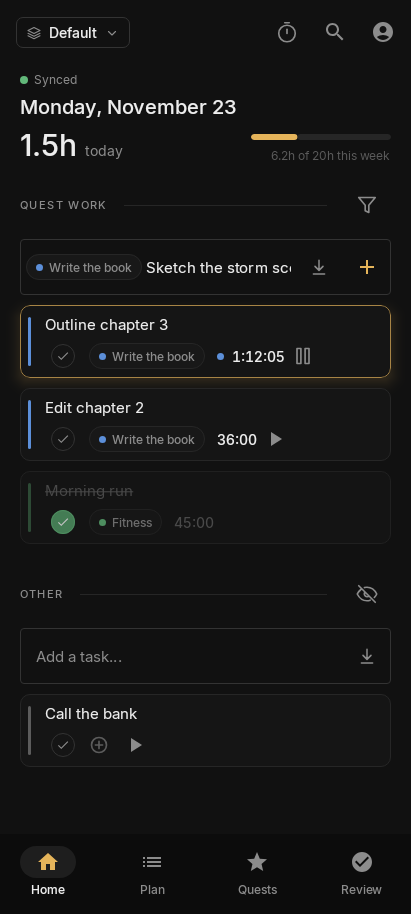 Default
Synced
Monday, November 23
1.5h today
6.2h of 20h this week
QUEST WORK
Write the book Sketch the storm sc
Outline chapter 3
Write the book 1:12:05
Edit chapter 2
Write the book 36:00
Morning run
Fitness 45:00
OTHER
Add a task...
Call the bank
Home Plan Quests Review